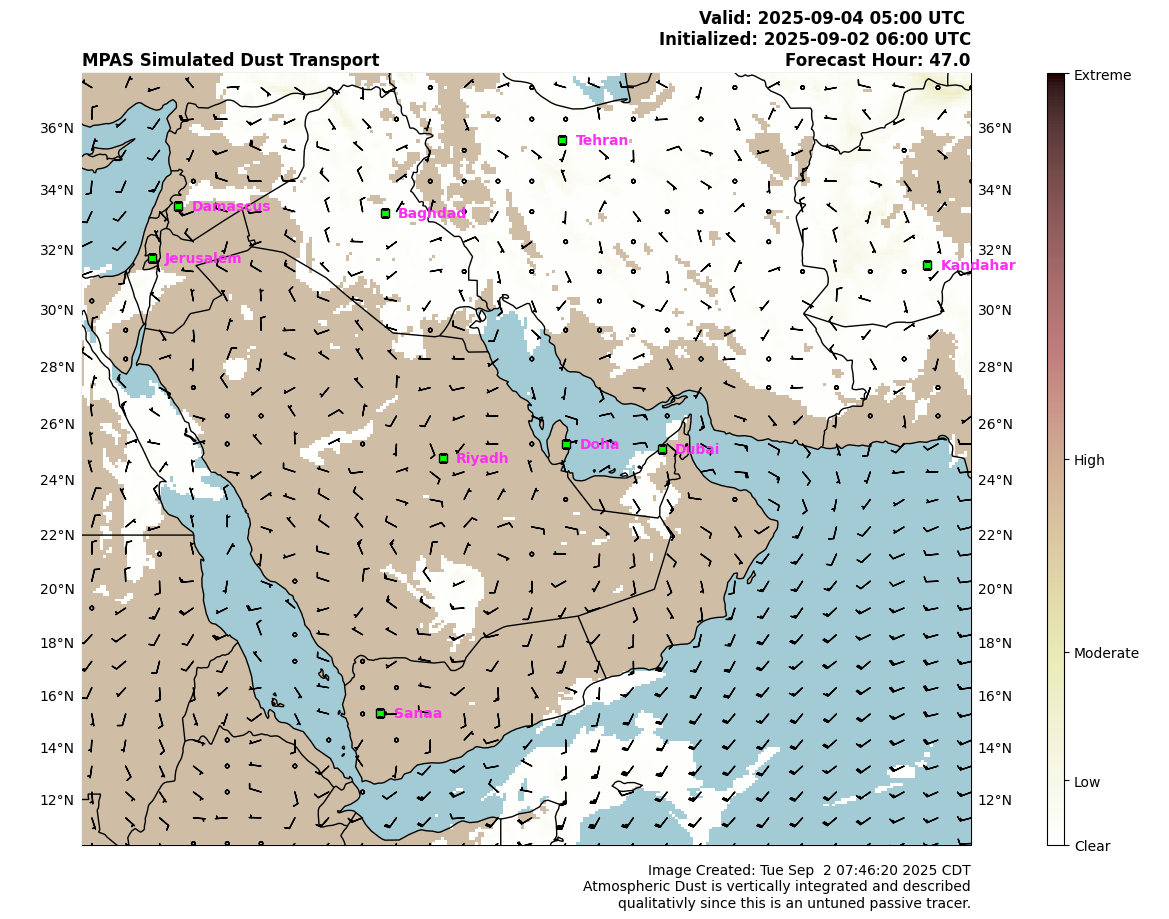 Valid: 2025-09-04 05:00 UTC
Initialized: 2025-09-02 06:00 UTC
MPAS Simulated Dust Transport
Forecast Hour: 47.0
Extreme
36°N
Tehran
36°N
34°N
Damascus
Baghdad
34°N
32°N
Jerusalem
32°N
Kandahar
30°N
30°N
28°N
28°N
26°N
Doha
Dubai
26°N
Riyadh
High
24°N
24°N
22°N
22°N
20°N
20°N
18°N
18°N
Moderate
16°N
Sanaa
16°N
14°N
14°N
Low
12°N
12°N
Clear
Image Created: Tue Sep  2 07:46:20 2025 CDT
Atmospheric Dust is vertically integrated and described
qualitativly since this is an untuned passive tracer.